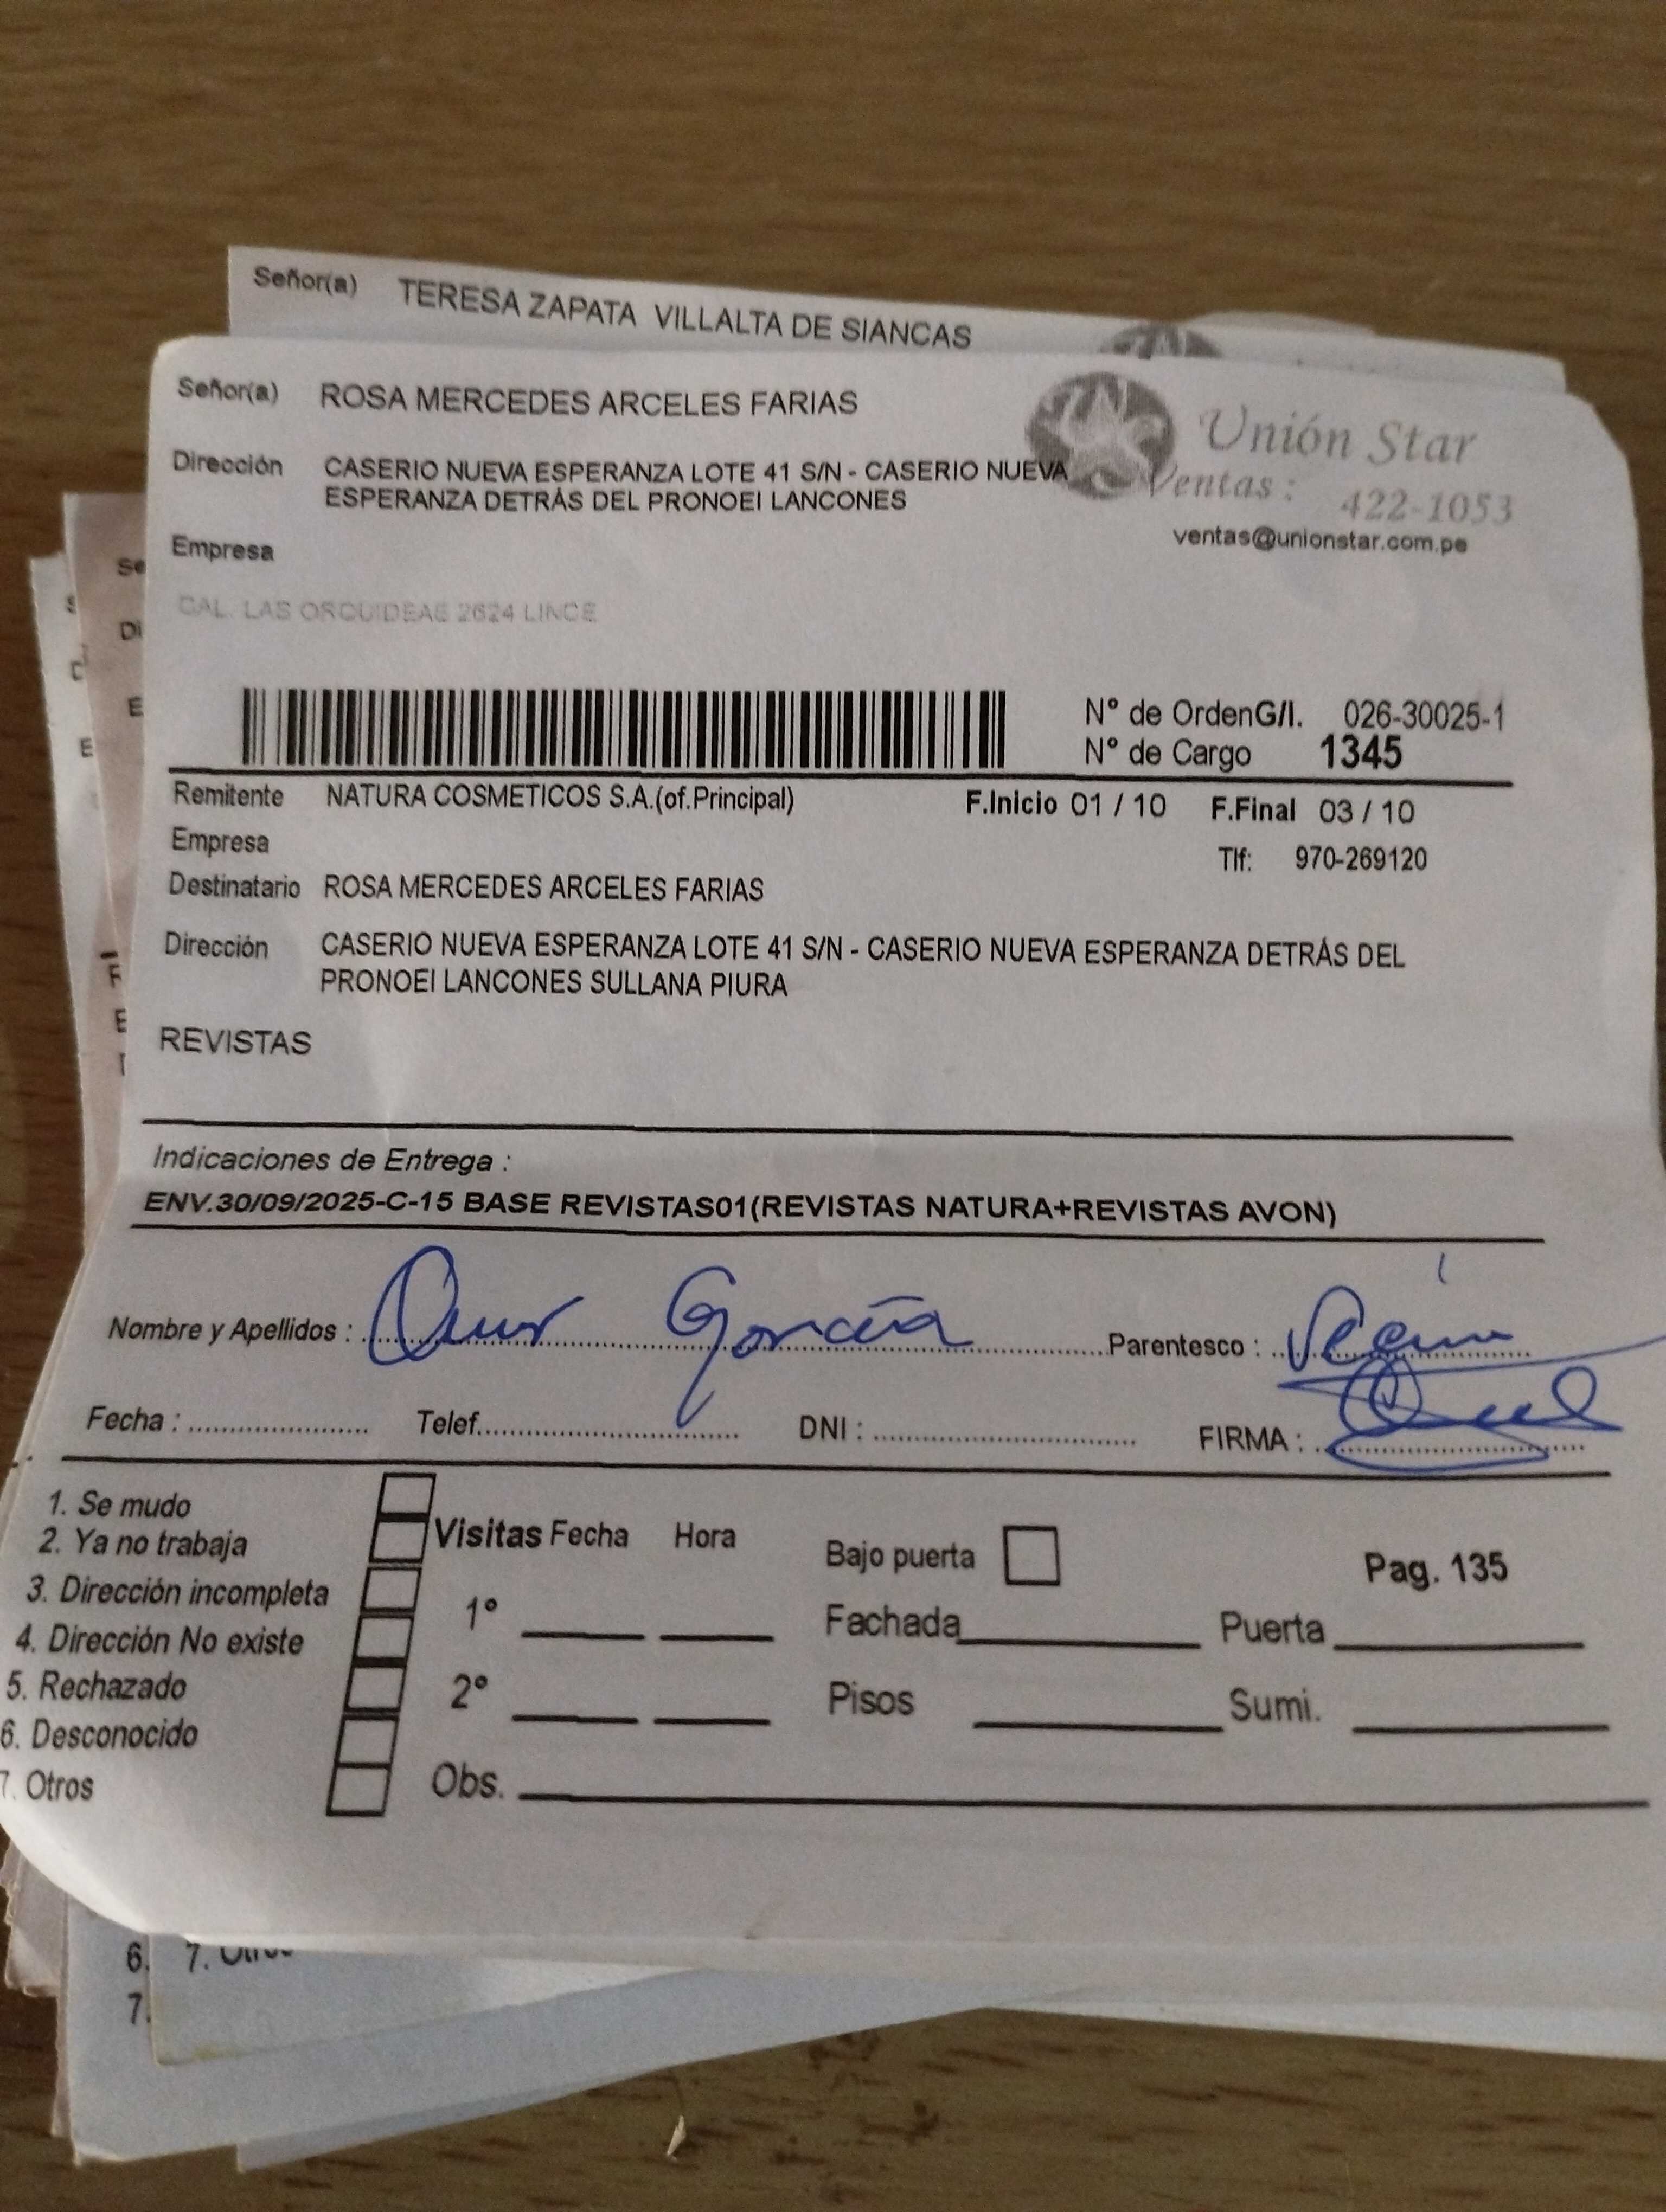 Señor(a) TERESA ZAPATA VILLALTA DE SIANCAS
Señor(a) ROSA MERCEDES ARCELES FARIAS
Unión Star
Dirección CASERIO NUEVA ESPERANZA LOTE 41 S/N - CASERIO NUEVA
ESPERANZA DETRÁS DEL PRONOEI LANCONES
Ventas : 422-1053
ventas@unionstar.com.pe
Empresa
CAL. LAS ORQUIDEAS 2624 LINCE
N° de OrdenG/I. 026-30025-1
N° de Cargo 1345
Remitente NATURA COSMETICOS S.A.(of.Principal) F.Inicio 01 / 10 F.Final 03 / 10
Empresa
Tlf: 970-269120
Destinatario ROSA MERCEDES ARCELES FARIAS
Dirección CASERIO NUEVA ESPERANZA LOTE 41 S/N - CASERIO NUEVA ESPERANZA DETRÁS DEL
PRONOEI LANCONES SULLANA PIURA
REVISTAS
Indicaciones de Entrega :
ENV.30/09/2025-C-15 BASE REVISTAS01(REVISTAS NATURA+REVISTAS AVON)
Nombre y Apellidos : García Parentesco :
Fecha : Telef. DNI : FIRMA :
1. Se mudo
2. Ya no trabaja
3. Dirección incompleta
4. Dirección No existe
5. Rechazado
6. Desconocido
7. Otros
Visitas Fecha Hora
1°
2°
Obs.
Bajo puerta
Pag. 135
Fachada Puerta
Pisos Sumi.
6. 7. Otros
7.